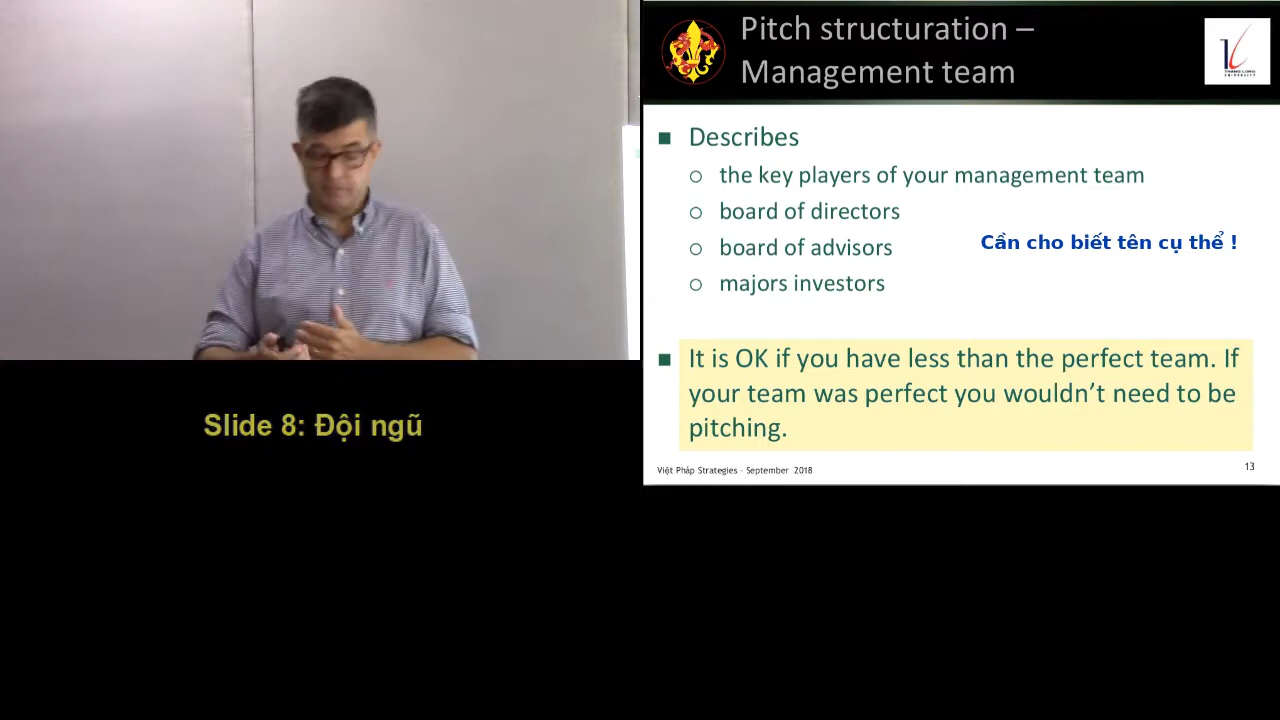 Pitch structuration –
Management team
THANG LONG
UNIVERSITY
■ Describes
○ the key players of your management team
○ board of directors
○ board of advisors
○ majors investors
Cần cho biết tên cụ thể !
■ It is OK if you have less than the perfect team. If
your team was perfect you wouldn’t need to be
pitching.
Việt Pháp Strategies - September 2018
13
Slide 8: Đội ngũ